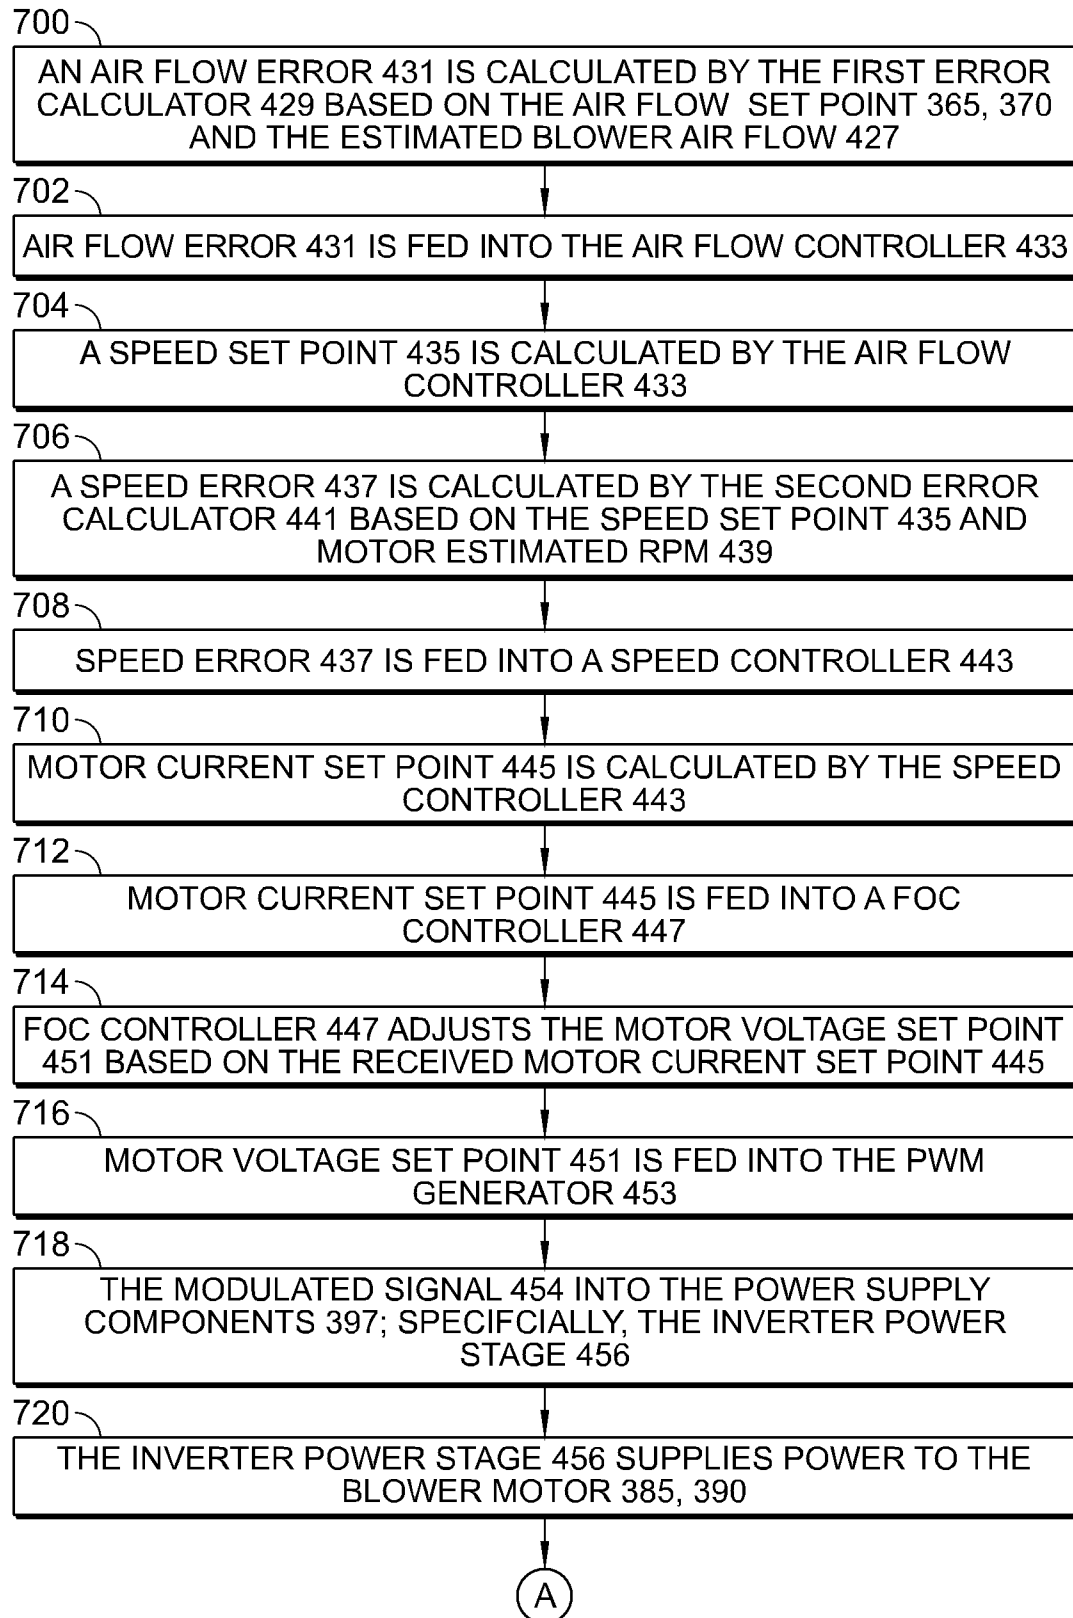 700
AN AIR FLOW ERROR 431 IS CALCULATED BY THE FIRST ERROR
CALCULATOR 429 BASED ON THE AIR FLOW SET POINT 365, 370
AND THE ESTIMATED BLOWER AIR FLOW 427
702
AIR FLOW ERROR 431 IS FED INTO THE AIR FLOW CONTROLLER 433
704
A SPEED SET POINT 435 IS CALCULATED BY THE AIR FLOW
CONTROLLER 433
706
A SPEED ERROR 437 IS CALCULATED BY THE SECOND ERROR
CALCULATOR 441 BASED ON THE SPEED SET POINT 435 AND
MOTOR ESTIMATED RPM 439
708
SPEED ERROR 437 IS FED INTO A SPEED CONTROLLER 443
710
MOTOR CURRENT SET POINT 445 IS CALCULATED BY THE SPEED
CONTROLLER 443
712
MOTOR CURRENT SET POINT 445 IS FED INTO A FOC
CONTROLLER 447
714
FOC CONTROLLER 447 ADJUSTS THE MOTOR VOLTAGE SET POINT
451 BASED ON THE RECEIVED MOTOR CURRENT SET POINT 445
716
MOTOR VOLTAGE SET POINT 451 IS FED INTO THE PWM
GENERATOR 453
718
THE MODULATED SIGNAL 454 INTO THE POWER SUPPLY
COMPONENTS 397; SPECIFCIALLY, THE INVERTER POWER
STAGE 456
720
THE INVERTER POWER STAGE 456 SUPPLIES POWER TO THE
BLOWER MOTOR 385, 390
A